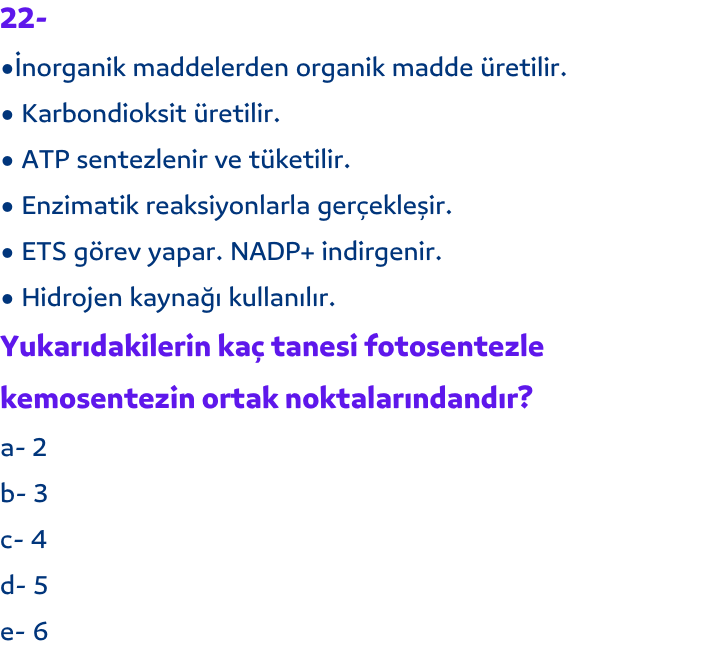 22-
•İnorganik maddelerden organik madde üretilir.
• Karbondioksit üretilir.
• ATP sentezlenir ve tüketilir.
• Enzimatik reaksiyonlarla gerçekleşir.
• ETS görev yapar. NADP+ indirgenir.
• Hidrojen kaynağı kullanılır.
Yukarıdakilerin kaç tanesi fotosentezle
kemosentezin ortak noktalarındandır?
a- 2
b- 3
c- 4
d- 5
e- 6